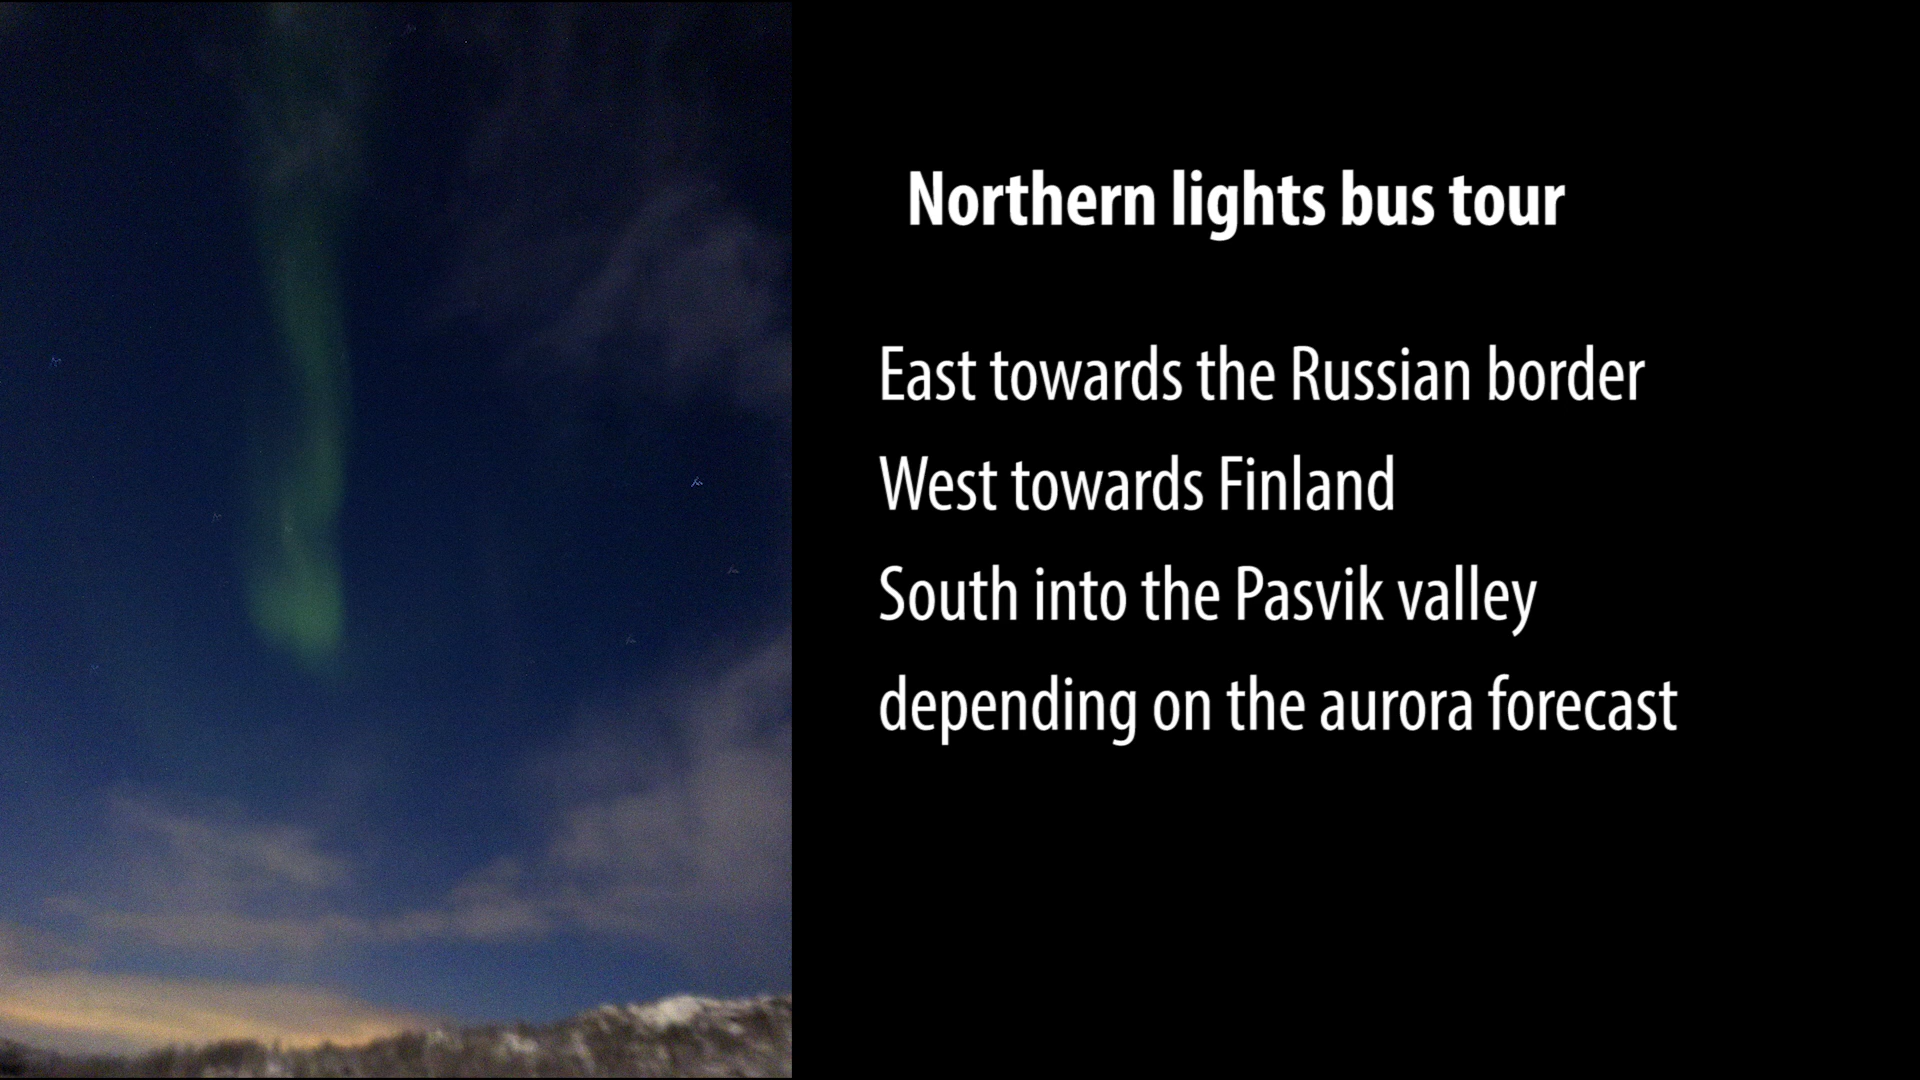 Northern lights bus tour
East towards the Russian border
West towards Finland
South into the Pasvik valley
depending on the aurora forecast